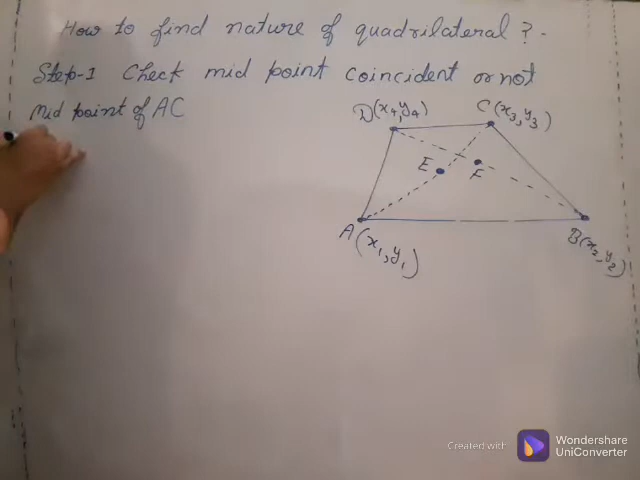 How to find nature of quadrilateral ? -
Step-1 Check mid point coincident or not
Mid point of AC
D(x₄,y₄)
C(x₃,y₃)
E
F
A(x₁,y₁)
B(x₂,y₂)
Created with
Wondershare
UniConverter